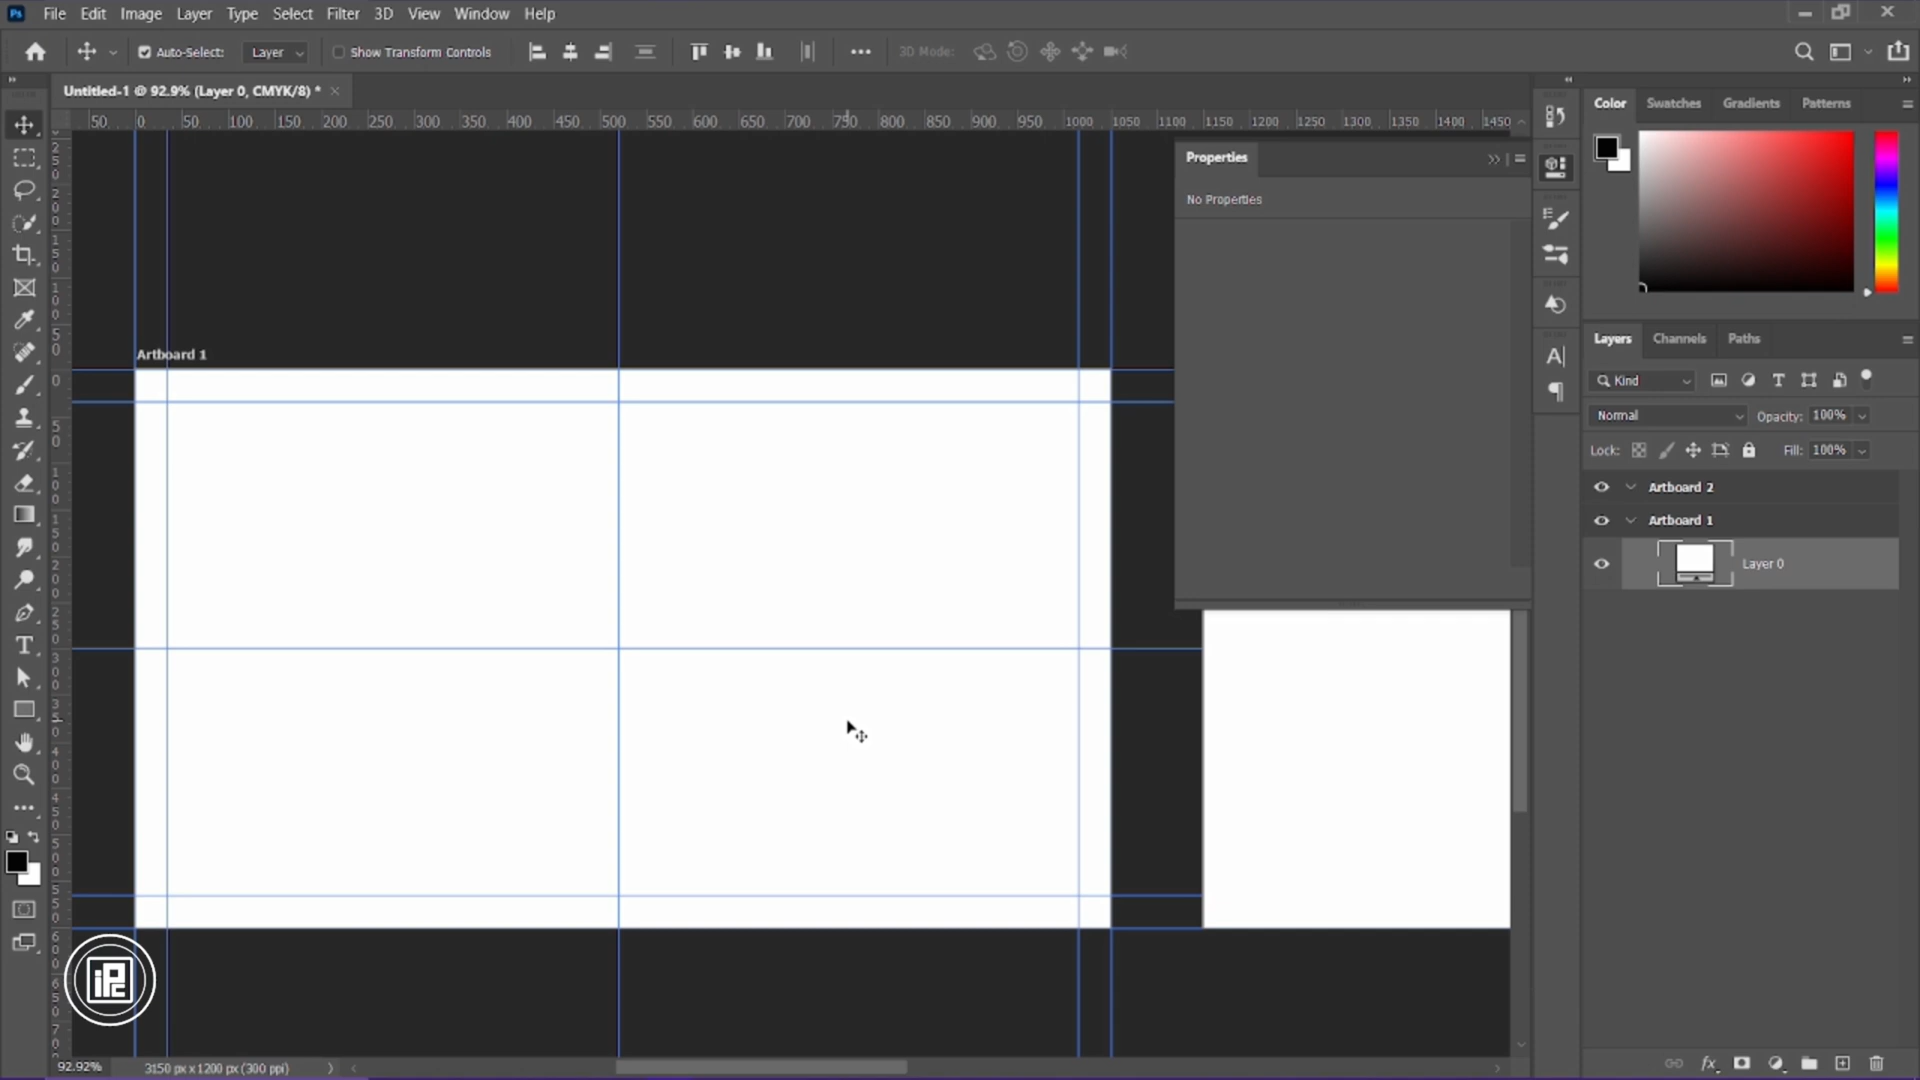 Ps File Edit Image Layer Type Select Filter 3D View Window Help
Auto-Select: Layer Show Transform Controls 3D Mode:
Untitled-1 @ 92.9% (Layer 0, CMYK/8) *
50 0 50 100 150 200 250 300 350 400 450 500 550 600 650 700 750 800 850 900 950 1000 1050 1100 1150 1200 1250 1300 1350 1400 1450
Color Swatches Gradients Patterns
Properties
No Properties
Artboard 1
Layers Channels Paths
Kind
Normal Opacity: 100%
Lock: Fill: 100%
Artboard 2
Artboard 1
Layer 0
92.92% 3150 px x 1200 px (300 ppi)